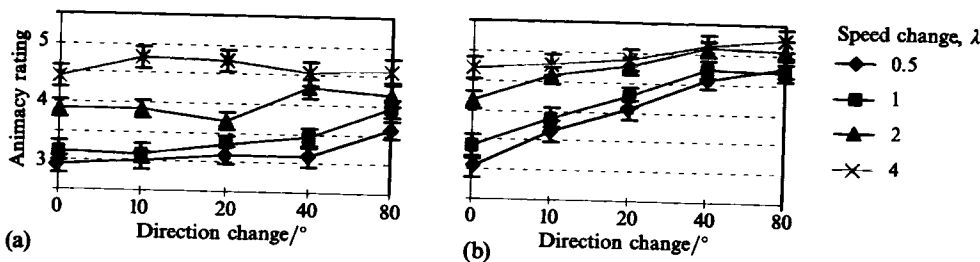 Animacy rating
5
4
3
0 10 20 40 80
Direction change/°
(a)
0 10 20 40 80
Direction change/°
(b)
Speed change, λ
0.5
1
2
4